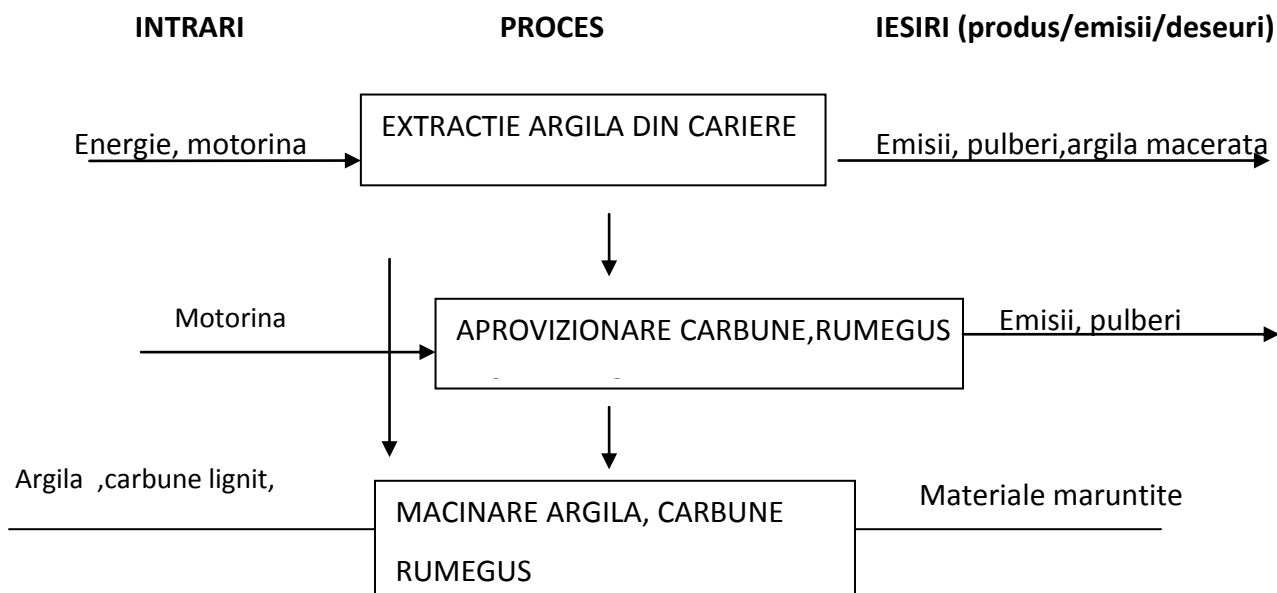 INTRARI PROCES IESIRI (produs/emisii/deseuri)
EXTRACTIE ARGILA DIN CARIERE
Energie, motorina
Emisii, pulberi,argila macerata
Motorina
APROVIZIONARE CARBUNE,RUMEGUS
Emisii, pulberi
Argila ,carbune lignit,
MACINARE ARGILA, CARBUNE
RUMEGUS
Materiale maruntite